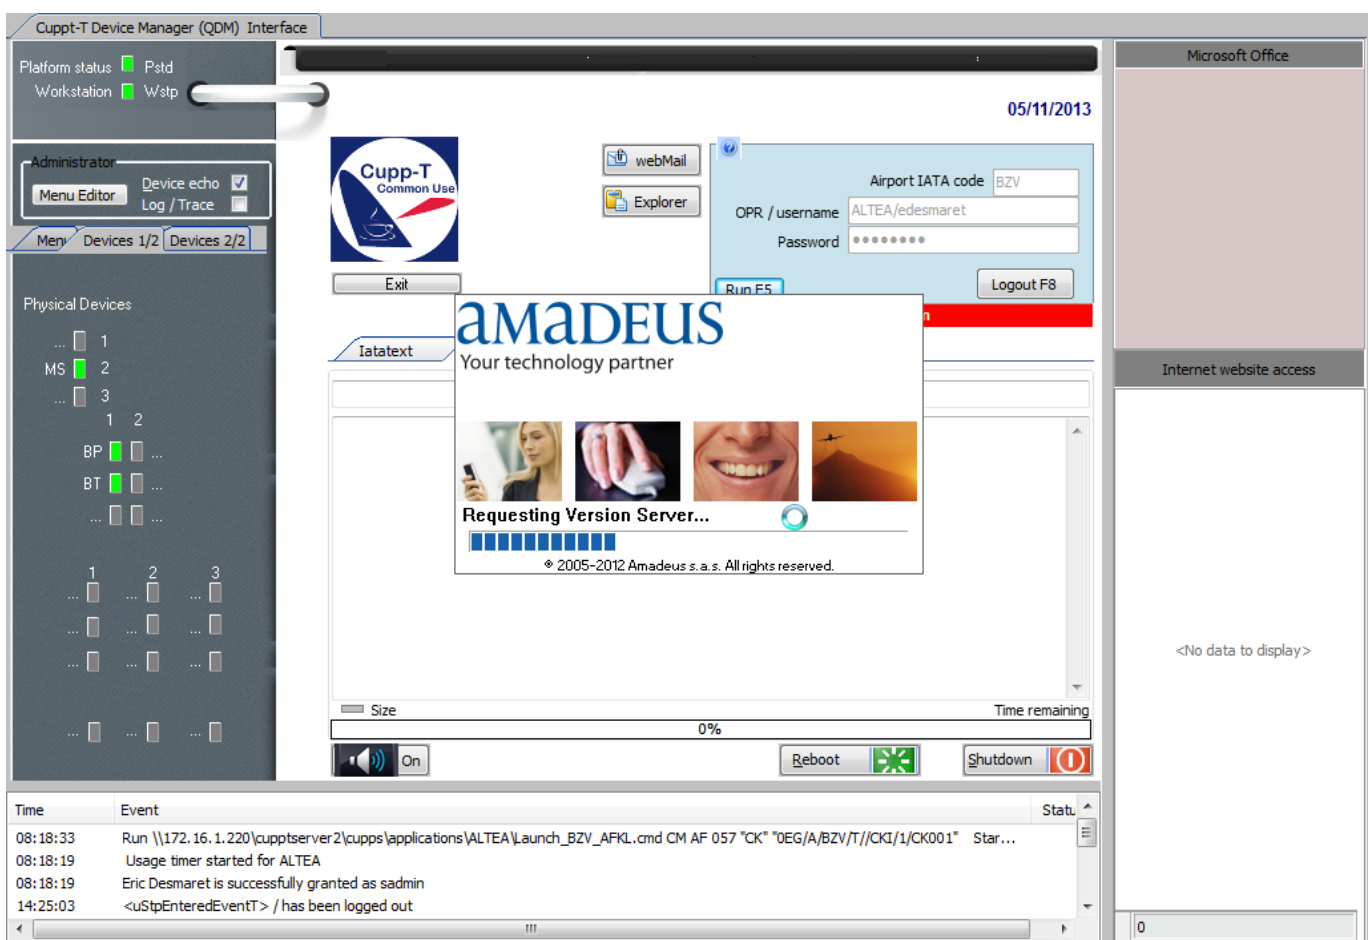 Cuppt-T Device Manager (QDM) Interface
Platform status Pstd
Workstation Wstp
Administrator
Menu Editor
Device echo
Log / Trace
Devices 1/2
Devices 2/2
Physical Devices
... 1
MS 2
... 3
1 2
BP ...
BT ...
... ...
1 2 3
... ... ...
... ... ...
... ... ...
... ... ...
05/11/2013
Cupp-T
Common Use
Exit
webMail
Explorer
Airport IATA code BZV
OPR / username ALTEA/edesmaret
Password ••••••••
Run F5
Logout F8
Iatatext
amadeus
Your technology partner
Requesting Version Server...
© 2005-2012 Amadeus s.a.s. All rights reserved.
Size
Time remaining
0%
On
Reboot
Shutdown
Microsoft Office
Internet website access
<No data to display>
0
Time Event Statu
08:18:33 Run \\172.16.1.220\cupptserver2\cupps\applications\ALTEA\Launch_BZV_AFKL.cmd CM AF 057 "CK" "0EG/A/BZV/T//CKI/1/CK001" Star...
08:18:19 Usage timer started for ALTEA
08:18:19 Eric Desmaret is successfully granted as sadmin
14:25:03 <uStpEnteredEventT> / has been logged out